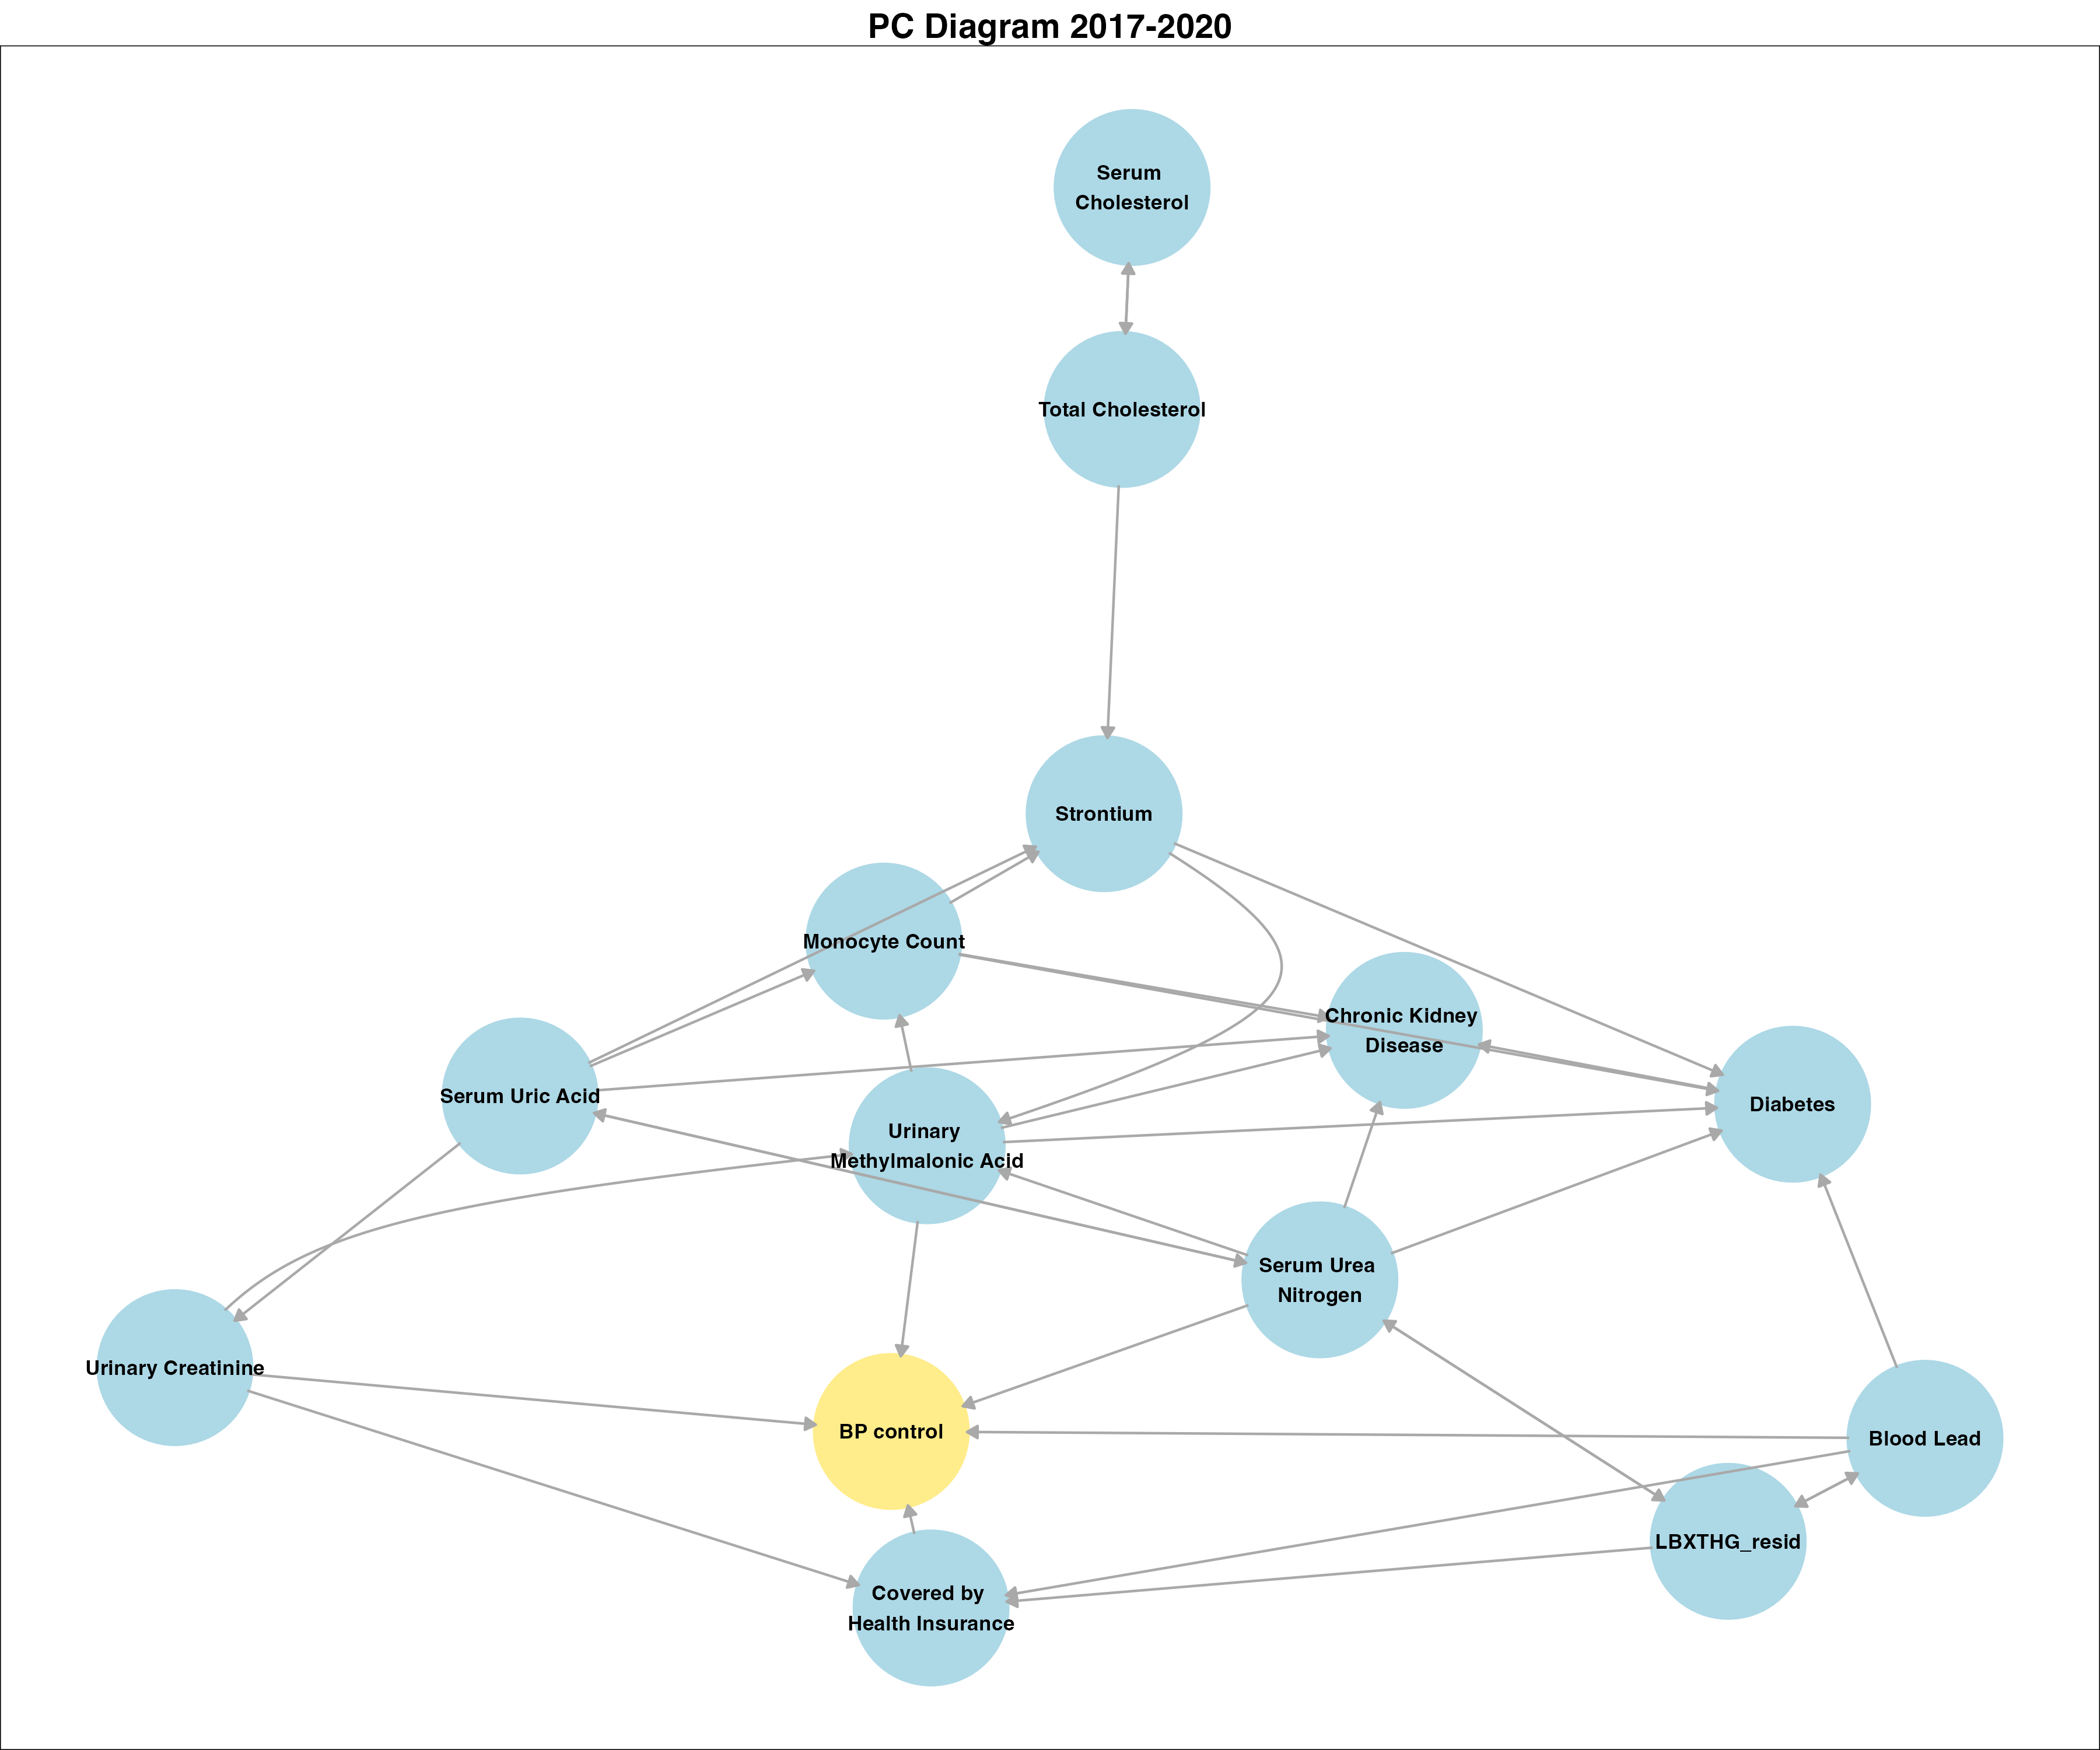 PC Diagram 2017-2020
Serum
Cholesterol
Total Cholesterol
Strontium
Monocyte Count
Chronic Kidney
Disease
Serum Uric Acid
Diabetes
Urinary
Methylmalonic Acid
Serum Urea
Nitrogen
Urinary Creatinine
BP control
Blood Lead
LBXTHG_resid
Covered by
Health Insurance